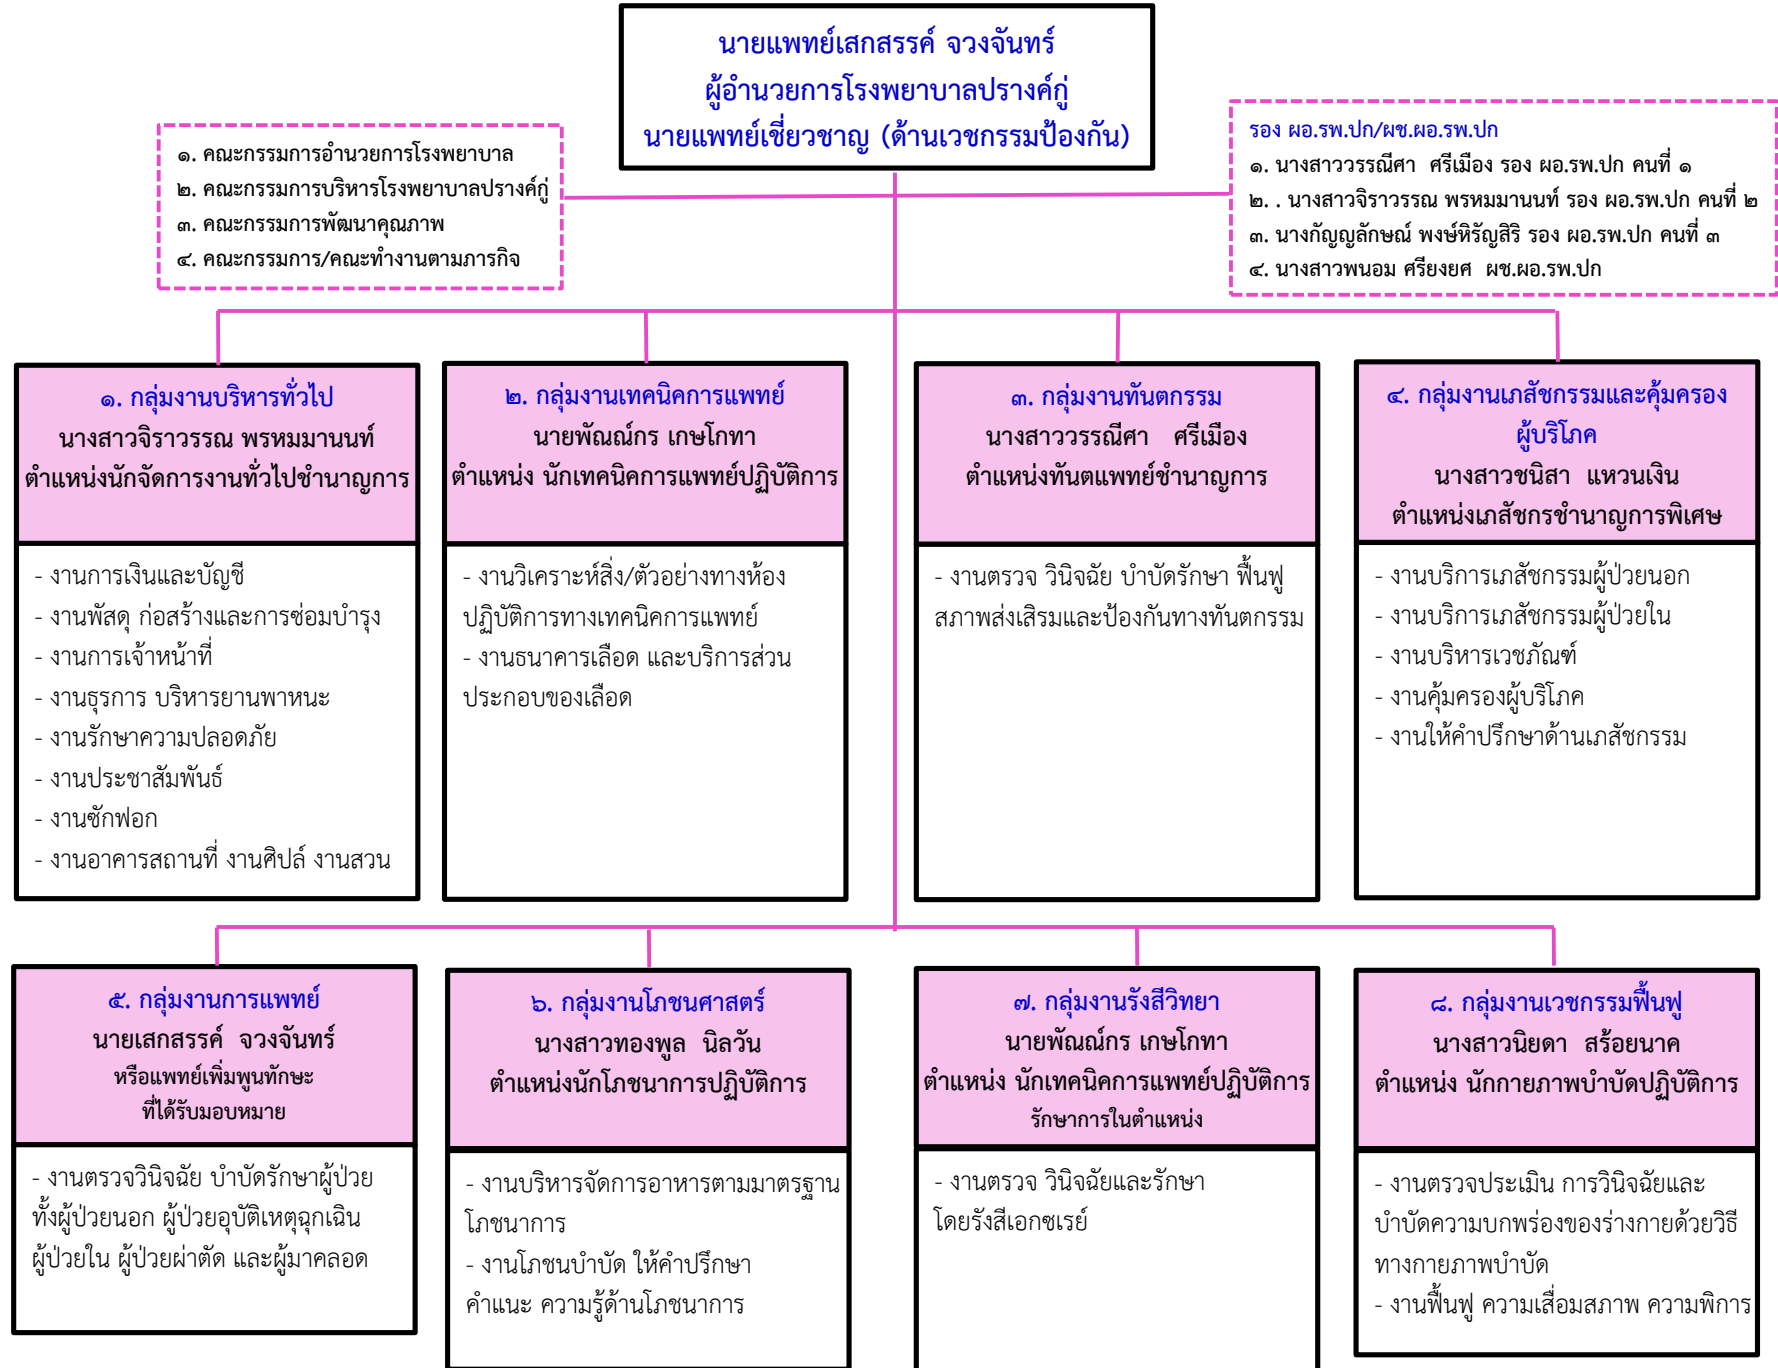 นายแพทย์เสกสรรค์ จวงจันทร์
ผู้อำนวยการโรงพยาบาลปรางค์กู่
นายแพทย์เชี่ยวชาญ (ด้านเวชกรรมป้องกัน)
๑. คณะกรรมการอำนวยการโรงพยาบาล
๒. คณะกรรมการบริหารโรงพยาบาลปรางค์กู่
๓. คณะกรรมการพัฒนาคุณภาพ
๔. คณะกรรมการ/คณะทำงานตามภารกิจ
รอง ผอ.รพ.ปก/ผช.ผอ.รพ.ปก
๑. นางสาววรรณีศา ศรีเมือง รอง ผอ.รพ.ปก คนที่ ๑
๒. . นางสาวจิราวรรณ พรหมมานนท์ รอง ผอ.รพ.ปก คนที่ ๒
๓. นางกัญญลักษณ์ พงษ์หิรัญสิริ รอง ผอ.รพ.ปก คนที่ ๓
๔. นางสาวพนอม ศรียงยศ ผช.ผอ.รพ.ปก
๑. กลุ่มงานบริหารทั่วไป
นางสาวจิราวรรณ พรหมมานนท์
ตำแหน่งนักจัดการงานทั่วไปชำนาญการ
- งานการเงินและบัญชี
- งานพัสดุ ก่อสร้างและการซ่อมบำรุง
- งานการเจ้าหน้าที่
- งานธุรการ บริหารยานพาหนะ
- งานรักษาความปลอดภัย
- งานประชาสัมพันธ์
- งานซักฟอก
- งานอาคารสถานที่ งานศิปล์ งานสวน
๒. กลุ่มงานเทคนิคการแพทย์
นายพัณณ์กร เกษโกทา
ตำแหน่ง นักเทคนิคการแพทย์ปฏิบัติการ
- งานวิเคราะห์สิ่ง/ตัวอย่างทางห้อง
ปฏิบัติการทางเทคนิคการแพทย์
- งานธนาคารเลือด และบริการส่วน
ประกอบของเลือด
๓. กลุ่มงานทันตกรรม
นางสาววรรณีศา ศรีเมือง
ตำแหน่งทันตแพทย์ชำนาญการ
- งานตรวจ วินิจฉัย บำบัดรักษา ฟื้นฟู
สภาพส่งเสิรมและป้องกันทางทันตกรรม
๔. กลุ่มงานเภสัชกรรมและคุ้มครอง
ผู้บริโภค
นางสาวชนิสา แหวนเงิน
ตำแหน่งเภสัชกรชำนาญการพิเศษ
- งานบริการเภสัชกรรมผู้ป่วยนอก
- งานบริการเภสัชกรรมผู้ป่วยใน
- งานบริหารเวชภัณฑ์
- งานคุ้มครองผู้บริโภค
- งานให้คำปรึกษาด้านเภสัชกรรม
๕. กลุ่มงานการแพทย์
นายเสกสรรค์ จวงจันทร์
หรือแพทย์เพิ่มพูนทักษะ
ที่ได้รับมอบหมาย
- งานตรวจวินิจฉัย บำบัดรักษาผู้ป่วย
ทั้งผู้ป่วยนอก ผู้ป่วยอุบัติเหตุฉุกเฉิน
ผู้ป่วยใน ผู้ป่วยผ่าตัด และผู้มาคลอด
๖. กลุ่มงานโภชนศาสตร์
นางสาวทองพูล นิลวัน
ตำแหน่งนักโภชนาการปฏิบัติการ
- งานบริหารจัดการอาหารตามมาตรฐาน
โภชนาการ
- งานโภชนบำบัด ให้คำปรึกษา
คำแนะ ความรู้ด้านโภชนาการ
๗. กลุ่มงานรังสีวิทยา
นายพัณณ์กร เกษโกทา
ตำแหน่ง นักเทคนิคการแพทย์ปฏิบัติการ
รักษาการในตำแหน่ง
- งานตรวจ วินิจฉัยและรักษา
โดยรังสีเอกซเรย์
๘. กลุ่มงานเวชกรรมฟื้นฟู
นางสาวนิยดา สร้อยนาค
ตำแหน่ง นักกายภาพบำบัดปฏิบัติการ
- งานตรวจประเมิน การวินิจฉัยและ
บำบัดความบกพร่องของร่างกายด้วยวิธี
ทางกายภาพบำบัด
- งานฟื้นฟู ความเสื่อมสภาพ ความพิการ